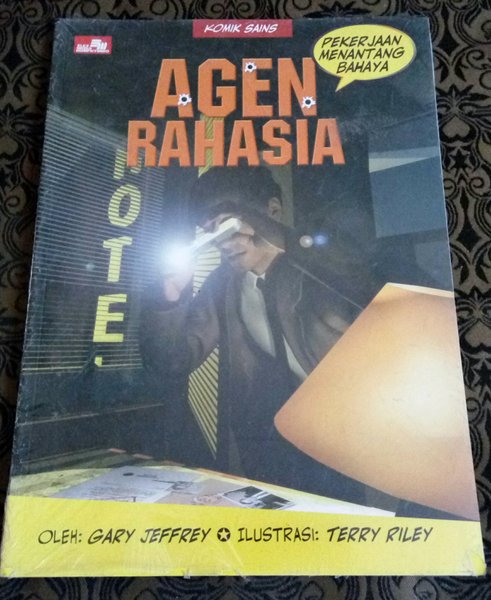 KOMIK SAINS
PEKERJAAN
MENANTANG
BAHAYA
AGEN
RAHASIA
HOTE
OLEH: GARY JEFFREY ✪ ILUSTRASI: TERRY RILEY